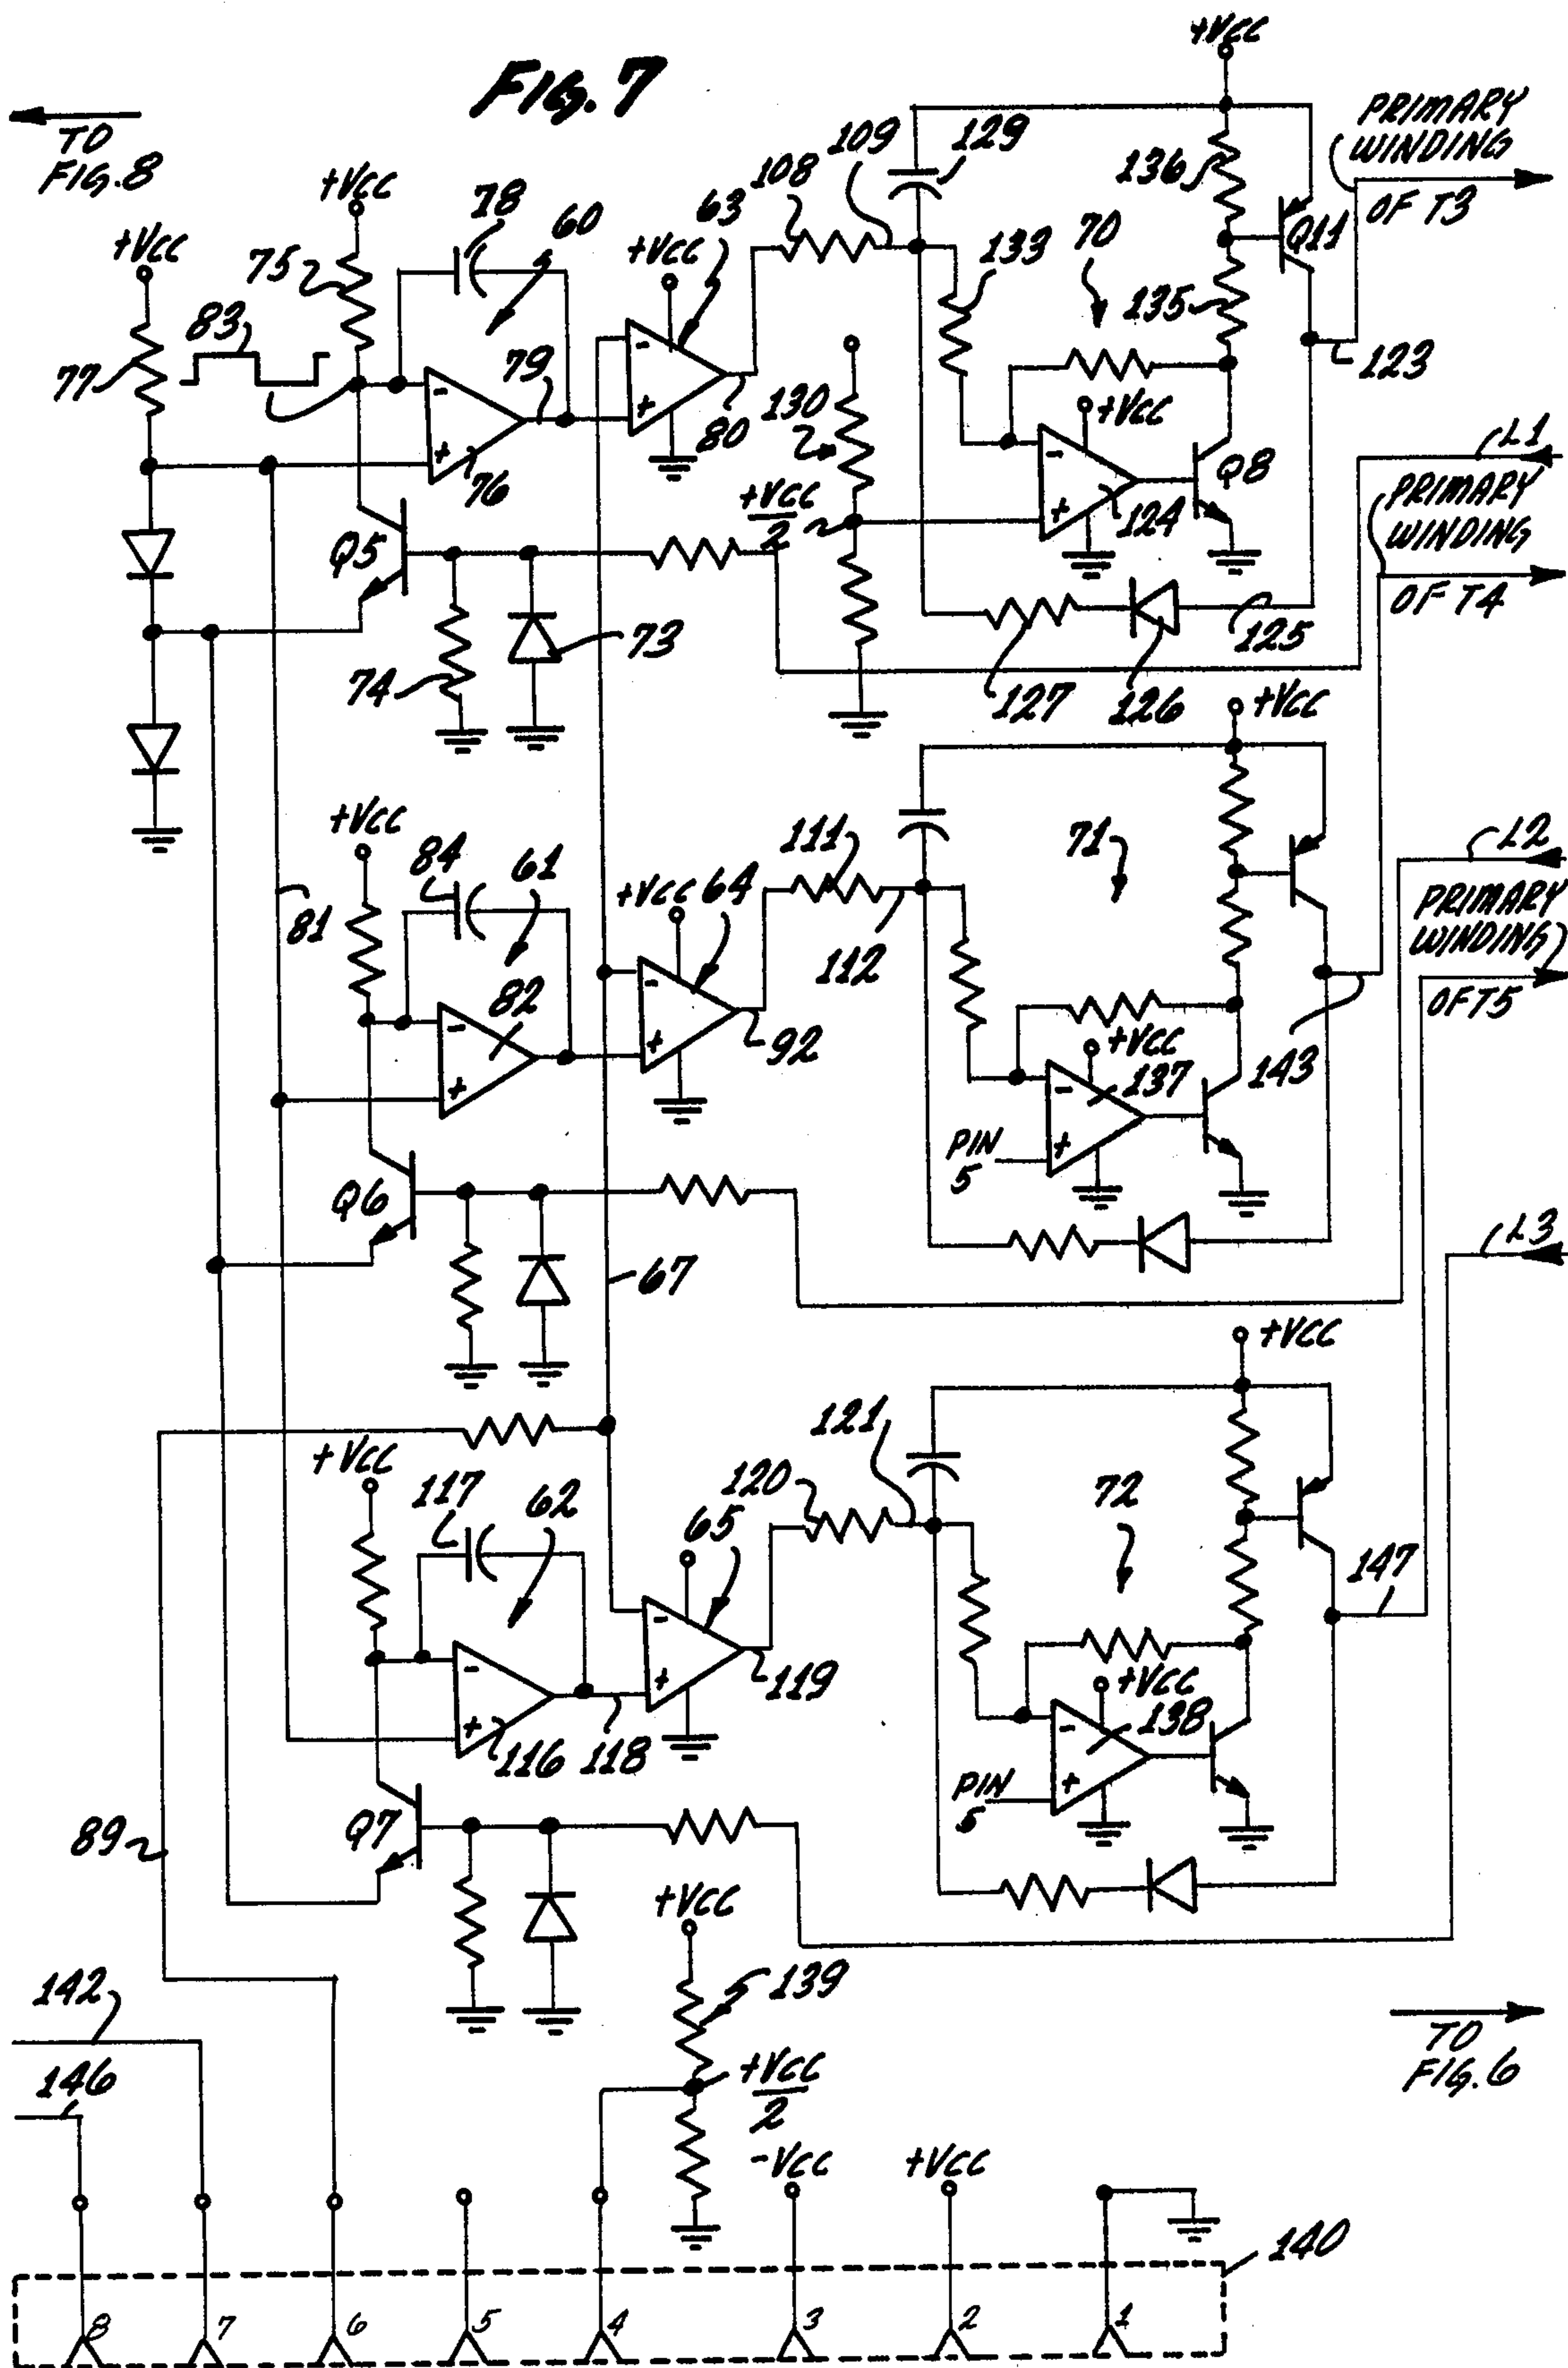 FIG. 7
+VCC
TO
FIG. 8
PRIMARY
WINDING
OF T3
109
129
108
136
+VCC
78
60
63
+VCC
75
+VCC
70
Q11
133
135
83
77
79
80
130
123
+VCC
L1
-
+
76
-
+
+VCC
2
-
+
124
Q8
PRIMARY
WINDING
OF T4
Q5
73
74
125
127
126
+VCC
+VCC
84
61
+VCC
64
111
71
L2
PRIMARY
WINDING
OF T5
81
112
82
92
-
+
-
+
+VCC
137
143
-
+
PIN
5
Q6
67
L3
+VCC
121
+VCC
117
62
65
120
72
147
119
-
+
-
+
116
118
+VCC
138
-
+
PIN
5
Q7
89
+VCC
142
139
146
+VCC
2
TO
FIG. 6
-VCC
+VCC
140
8
7
6
5
4
3
2
1